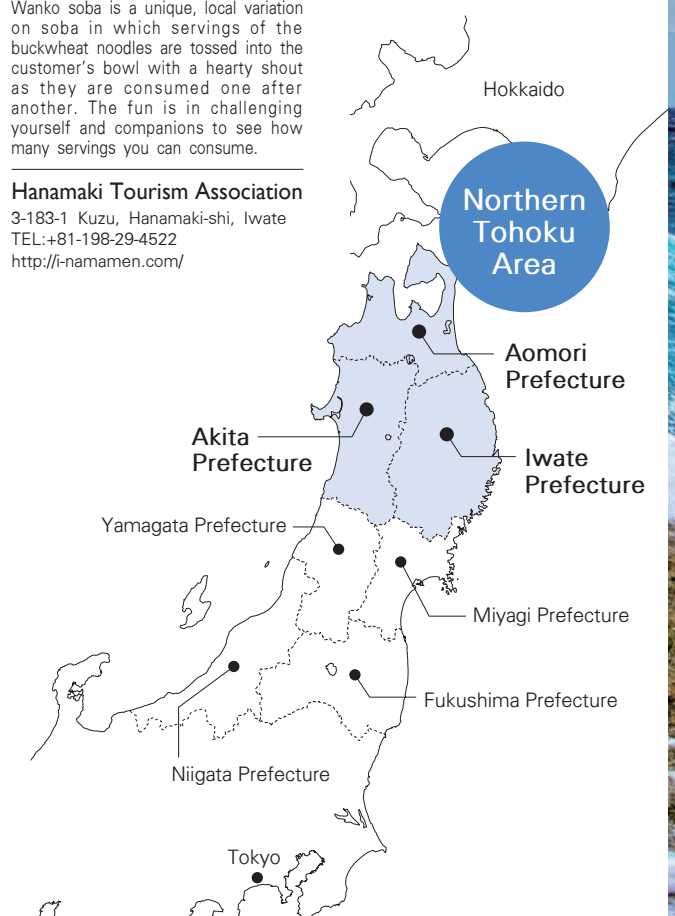 Wanko soba is a unique, local variation
on soba in which servings of the
buckwheat noodles are tossed into the
customer's bowl with a hearty shout
as they are consumed one after
another. The fun is in challenging
yourself and companions to see how
many servings you can consume.
Hanamaki Tourism Association
3-183-1 Kuzu, Hanamaki-shi, Iwate
TEL:+81-198-29-4522
http://i-namamen.com/
Hokkaido
Northern
Tohoku
Area
Aomori
Prefecture
Akita
Prefecture
Iwate
Prefecture
Yamagata Prefecture
Miyagi Prefecture
Fukushima Prefecture
Niigata Prefecture
Tokyo